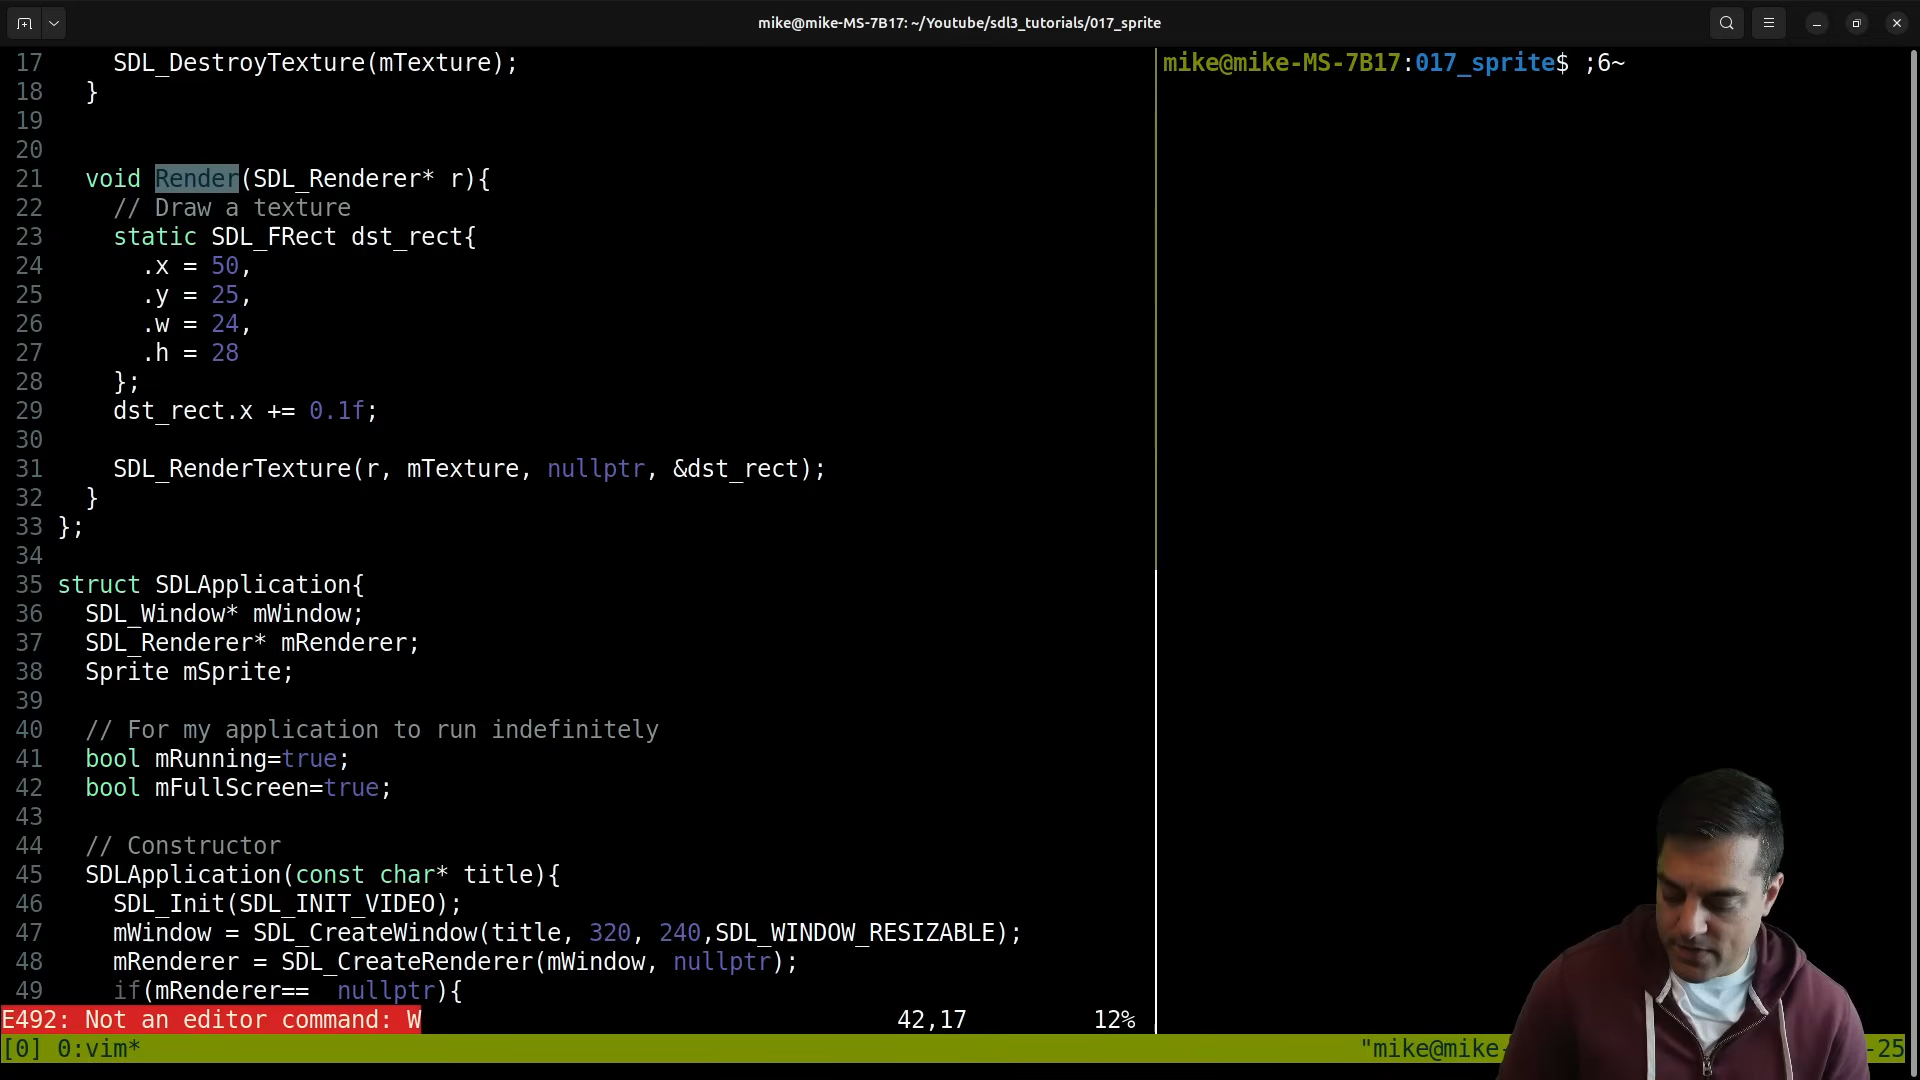 mike@mike-MS-7B17: ~/Youtube/sdl3_tutorials/017_sprite
17     SDL_DestroyTexture(mTexture);
18   }
19
20
21   void Render(SDL_Renderer* r){
22     // Draw a texture
23     static SDL_FRect dst_rect{
24       .x = 50,
25       .y = 25,
26       .w = 24,
27       .h = 28
28     };
29     dst_rect.x += 0.1f;
30
31     SDL_RenderTexture(r, mTexture, nullptr, &dst_rect);
32   }
33 };
34
35 struct SDLApplication{
36   SDL_Window* mWindow;
37   SDL_Renderer* mRenderer;
38   Sprite mSprite;
39
40   // For my application to run indefinitely
41   bool mRunning=true;
42   bool mFullScreen=true;
43
44   // Constructor
45   SDLApplication(const char* title){
46     SDL_Init(SDL_INIT_VIDEO);
47     mWindow = SDL_CreateWindow(title, 320, 240,SDL_WINDOW_RESIZABLE);
48     mRenderer = SDL_CreateRenderer(mWindow, nullptr);
49     if(mRenderer==  nullptr){
E492: Not an editor command: W 42,17 12%
mike@mike-MS-7B17:017_sprite$ ;6~
[0] 0:vim* "mike@mike- -25